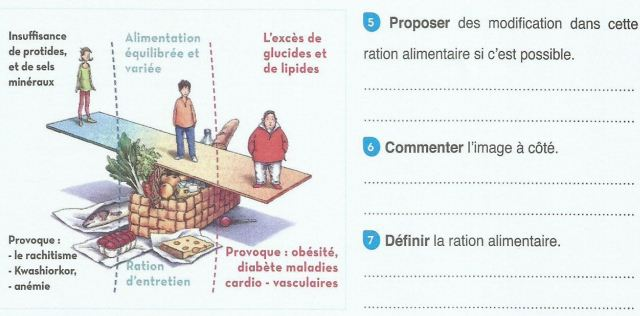 Insuffisance
de protides,
et de sels
minéraux
Alimentation
équilibrée et
variée
L'excès de
glucides et
de lipides
Provoque :
- le rachitisme
- Kwashiorkor,
- anémie
Ration
d'entretien
Provoque : obésité,
diabète maladies
cardio - vasculaires
5 Proposer des modification dans cette
ration alimentaire si c'est possible.
6 Commenter l'image à côté.
7 Définir la ration alimentaire.